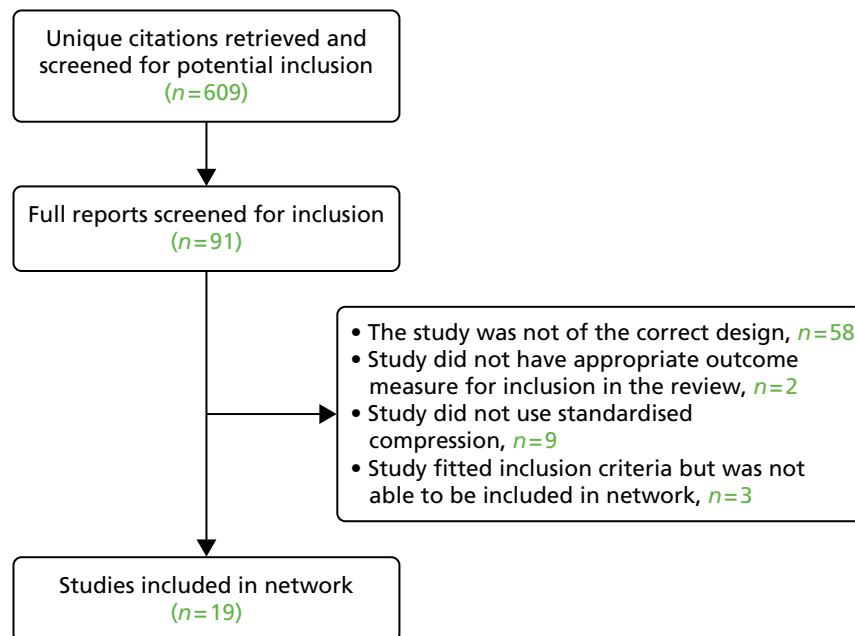 Unique citations retrieved and
screened for potential inclusion
(n=609)
Full reports screened for inclusion
(n=91)
• The study was not of the correct design, n=58
• Study did not have appropriate outcome
measure for inclusion in the review, n=2
• Study did not use standardised
compression, n=9
• Study fitted inclusion criteria but was not
able to be included in network, n=3
Studies included in network
(n=19)